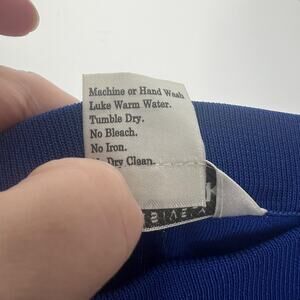 Machine or Hand Wash
Luke Warm Water.
Tumble Dry.
No Bleach.
No Iron.
Dry Clean.